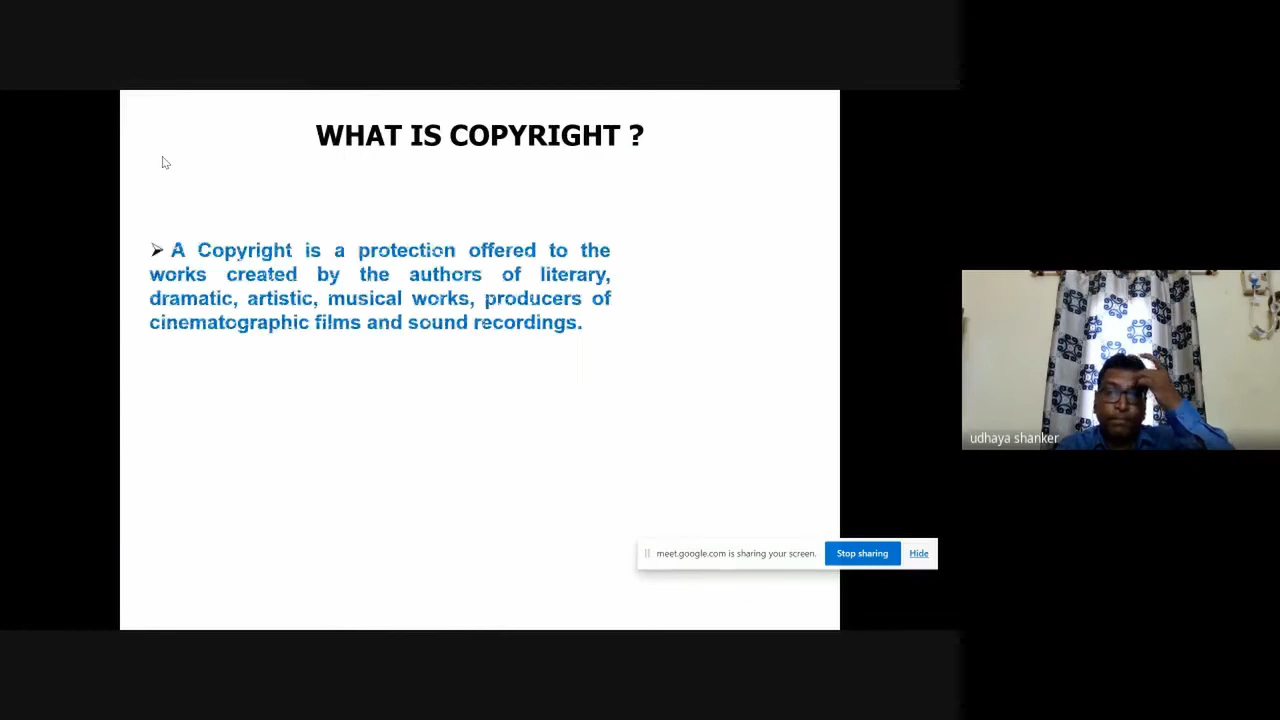 WHAT IS COPYRIGHT ?
➢ A Copyright is a protection offered to the
works created by the authors of literary,
dramatic, artistic, musical works, producers of
cinematographic films and sound recordings.
udhaya shanker
meet.google.com is sharing your screen. Stop sharing Hide